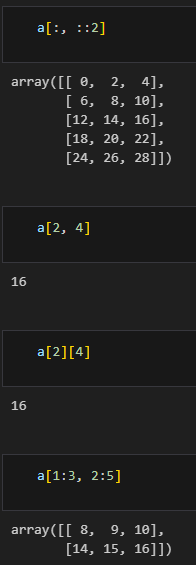 a[:, ::2]
array([[ 0,  2,  4],
       [ 6,  8, 10],
       [12, 14, 16],
       [18, 20, 22],
       [24, 26, 28]])
a[2, 4]
16
a[2][4]
16
a[1:3, 2:5]
array([[ 8,  9, 10],
       [14, 15, 16]])